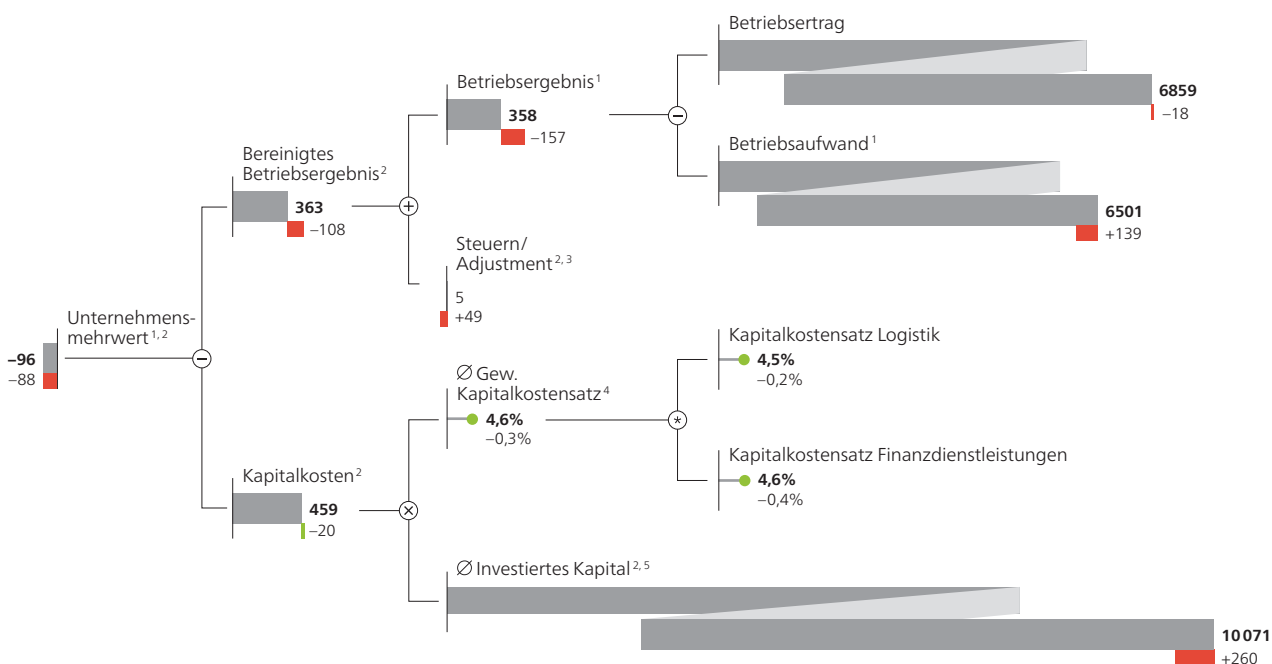 Betriebsertrag
6859
–18
Betriebsergebnis¹
358
–157
–
Betriebsaufwand¹
6501
+139
Bereinigtes
Betriebsergebnis²
363
–108
+
Steuern/
Adjustment²,³
5
+49
Unternehmens-
mehrwert¹,²
–96
–88
–
Kapitalkostensatz Logistik
4,5%
–0,2%
∅ Gew.
Kapitalkostensatz⁴
4,6%
–0,3%
*
Kapitalkostensatz Finanzdienstleistungen
4,6%
–0,4%
Kapitalkosten²
459
–20
×
∅ Investiertes Kapital²,⁵
10 071
+260